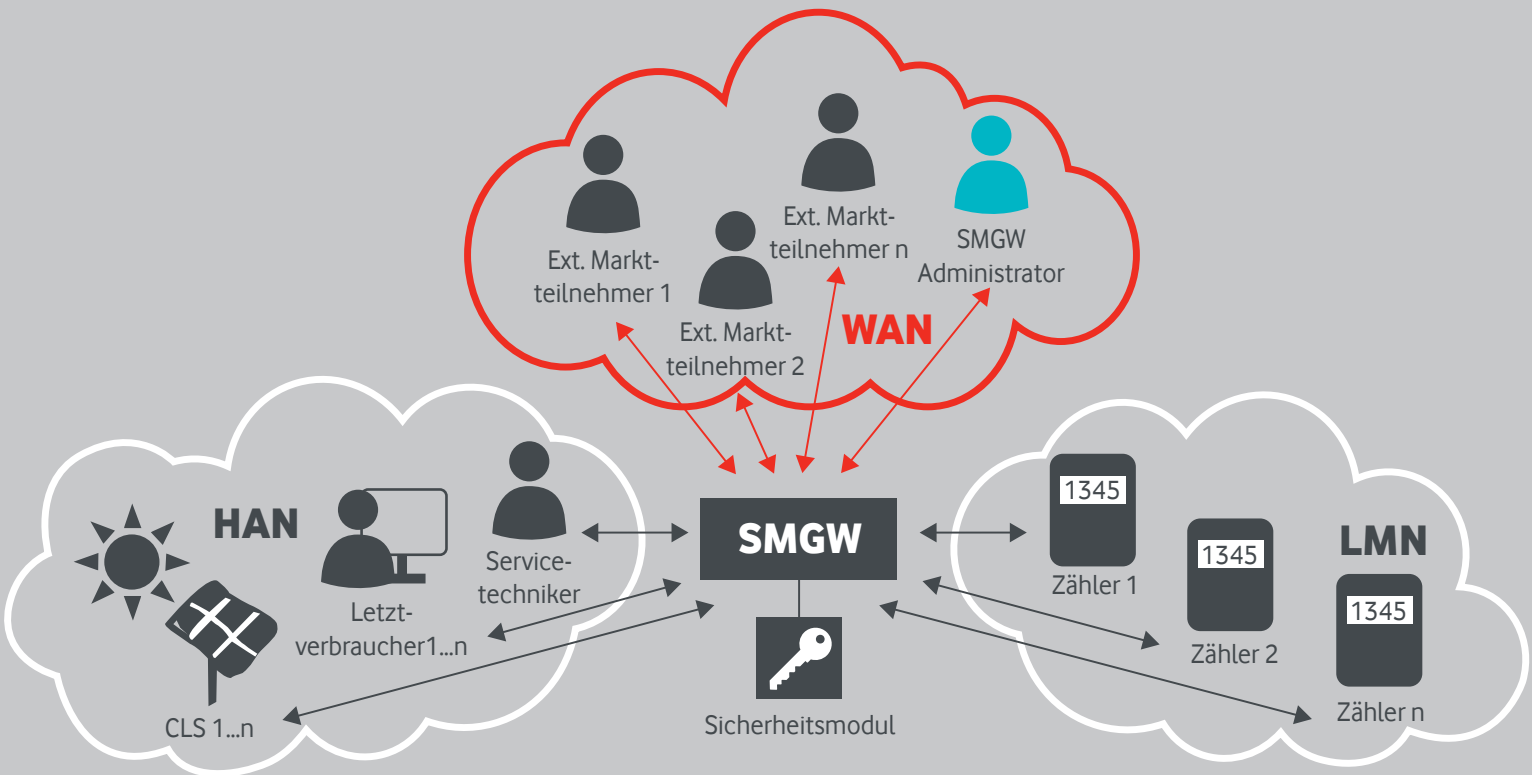 Ext. Markt-
teilnehmer 1
Ext. Markt-
teilnehmer 2
Ext. Markt-
teilnehmer n
SMGW
Administrator
WAN
HAN
Service-
techniker
Letzt-
verbraucher1...n
CLS 1...n
SMGW
Sicherheitsmodul
1345
Zähler 1
1345
Zähler 2
LMN
1345
Zähler n